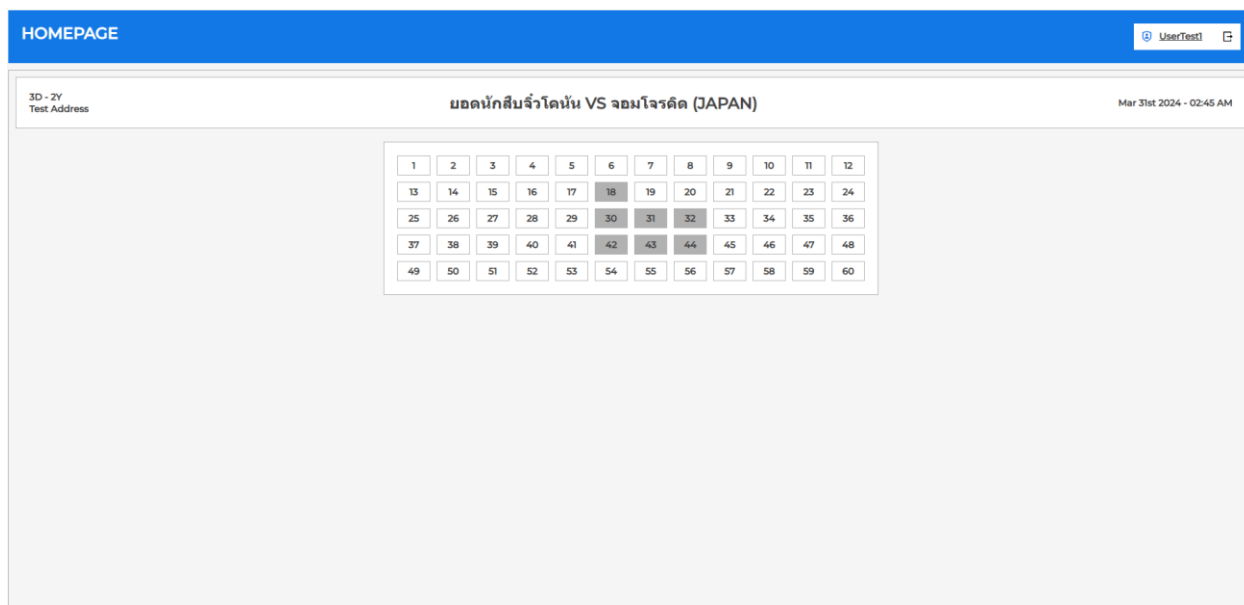 HOMEPAGE
UserTest1
3D - 2Y
Test Address
ยอดนักสืบจิ๋วโคนัน VS จอมโจรคิด (JAPAN)
Mar 31st 2024 - 02:45 AM
1 2 3 4 5 6 7 8 9 10 11 12
13 14 15 16 17 18 19 20 21 22 23 24
25 26 27 28 29 30 31 32 33 34 35 36
37 38 39 40 41 42 43 44 45 46 47 48
49 50 51 52 53 54 55 56 57 58 59 60